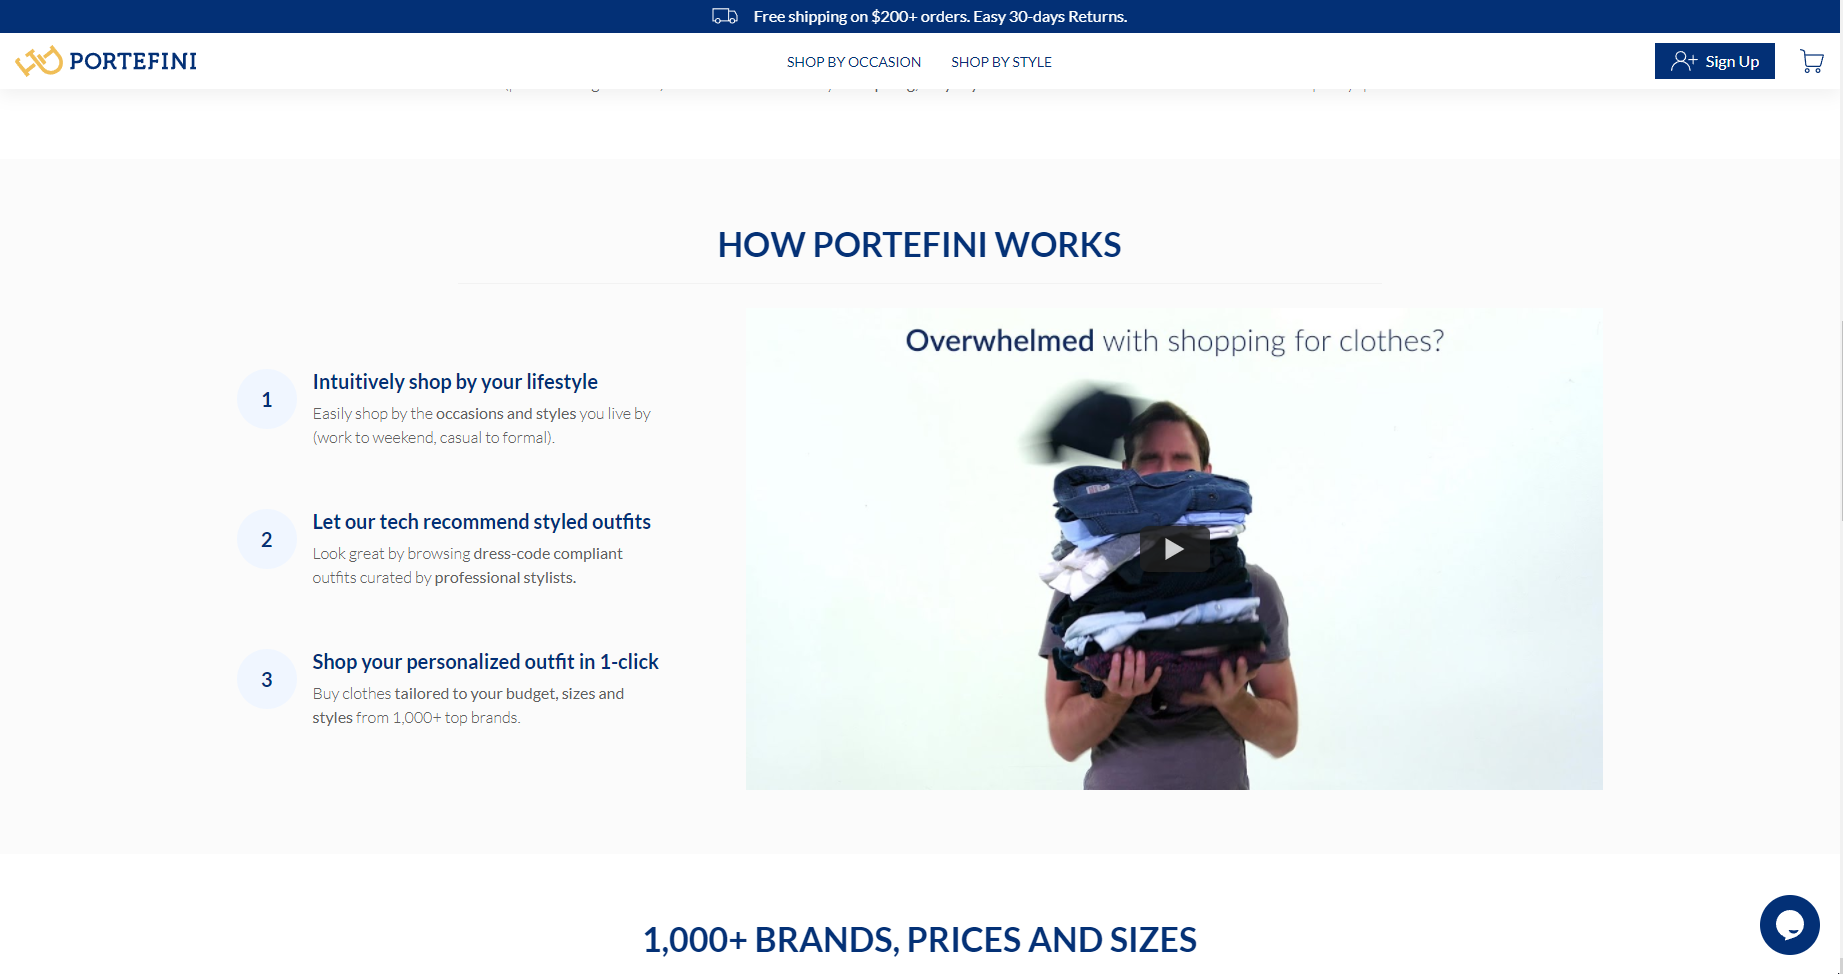 Free shipping on $200+ orders. Easy 30-days Returns.
PORTEFINI
SHOP BY OCCASION
SHOP BY STYLE
Sign Up
HOW PORTEFINI WORKS
1
Intuitively shop by your lifestyle
Easily shop by the occasions and styles you live by
(work to weekend, casual to formal).
2
Let our tech recommend styled outfits
Look great by browsing dress-code compliant
outfits curated by professional stylists.
3
Shop your personalized outfit in 1-click
Buy clothes tailored to your budget, sizes and
styles from 1,000+ top brands.
Overwhelmed with shopping for clothes?
1,000+ BRANDS, PRICES AND SIZES